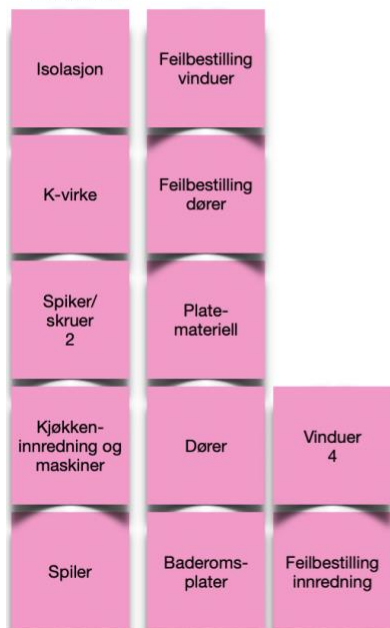 Isolasjon
Feilbestilling
vinduer
K-virke
Feilbestilling
dører
Spiker/
skruer
2
Plate-
materiell
Kjøkken-
innredning og
maskiner
Dører
Vinduer
4
Spiler
Baderoms-
plater
Feilbestilling
innredning